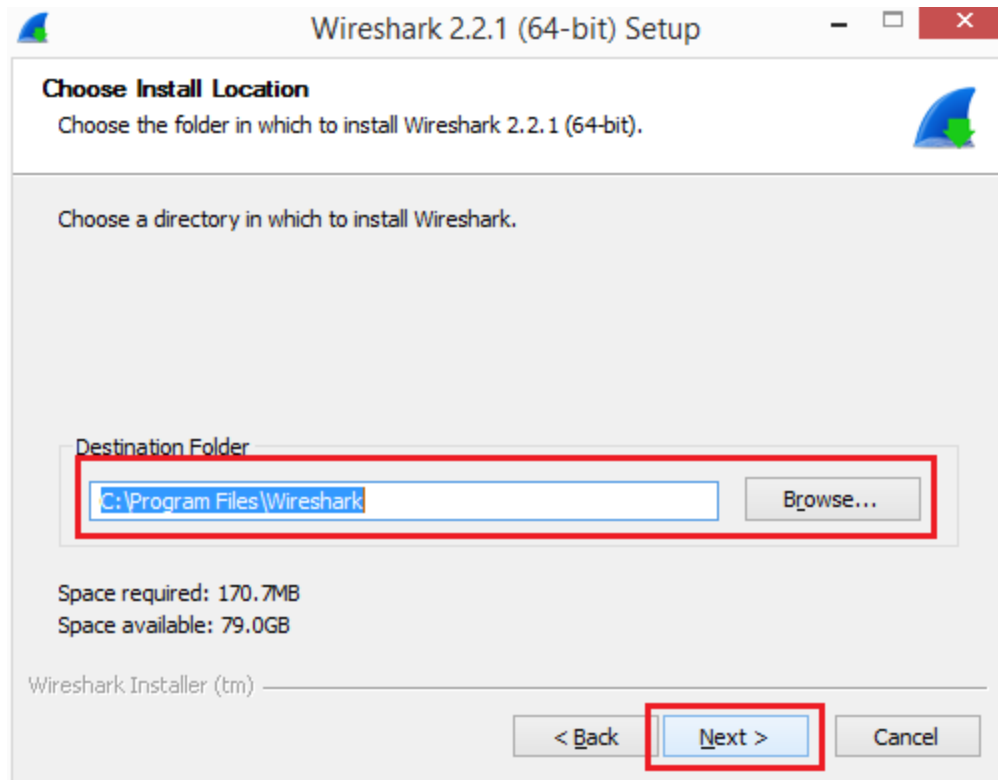 Wireshark 2.2.1 (64-bit) Setup
Choose Install Location
Choose the folder in which to install Wireshark 2.2.1 (64-bit).
Choose a directory in which to install Wireshark.
Destination Folder
C:\Program Files\Wireshark
Browse...
Space required: 170.7MB
Space available: 79.0GB
Wireshark Installer (tm)
< Back Next > Cancel